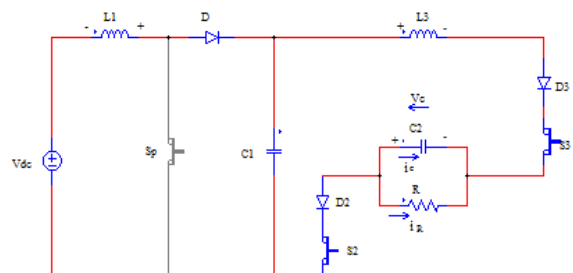 L1 D L3
- + + -
D3
Vc
Sp C2 S3
+ -
Vdc C1 ic
D2 R
iR
S2